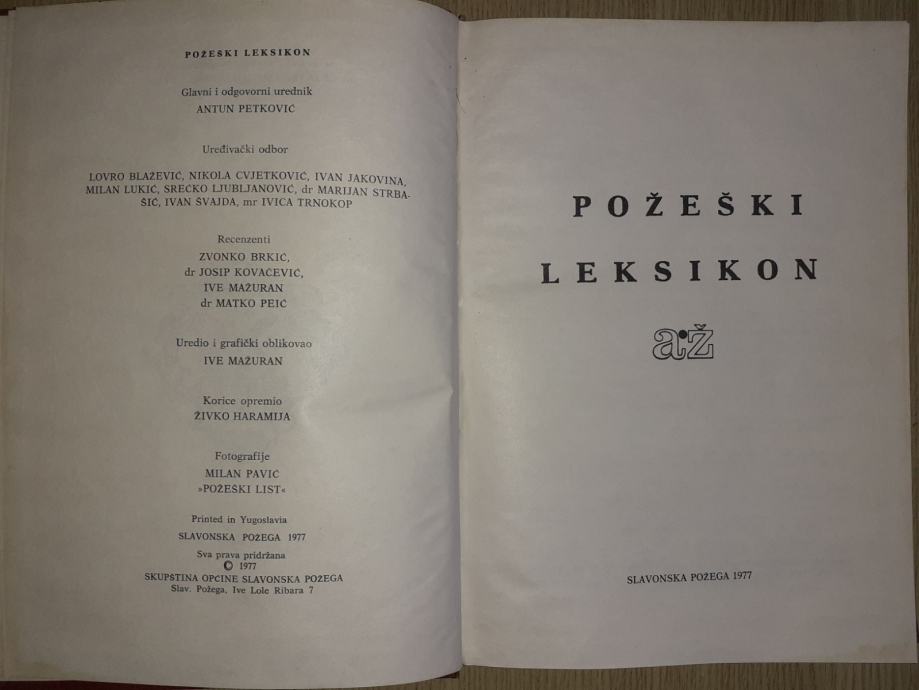 POŽEŠKI LEKSIKON
Glavni i odgovorni urednik
ANTUN PETKOVIĆ
Uređivački odbor
LOVRO BLAŽEVIĆ, NIKOLA CVJETKOVIĆ, IVAN JAKOVINA,
MILAN LUKIĆ, SREĆKO LJUBLJANOVIĆ, dr MARIJAN STRBA-
ŠIĆ, IVAN ŠVAJDA, mr IVICA TRNOKOP
Recenzenti
ZVONKO BRKIĆ,
dr JOSIP KOVAČEVIĆ,
IVE MAŽURAN
dr MATKO PEIĆ
Uredio i grafički oblikovao
IVE MAŽURAN
Korice opremio
ŽIVKO HARAMIJA
Fotografije
MILAN PAVIĆ
»POŽEŠKI LIST«
Printed in Yugoslavia
SLAVONSKA POŽEGA 1977
Sva prava pridržana
© 1977
SKUPŠTINA OPĆINE SLAVONSKA POŽEGA
Slav. Požega, Ive Lole Ribara 7
POŽEŠKI
LEKSIKON
a·ž
SLAVONSKA POŽEGA 1977